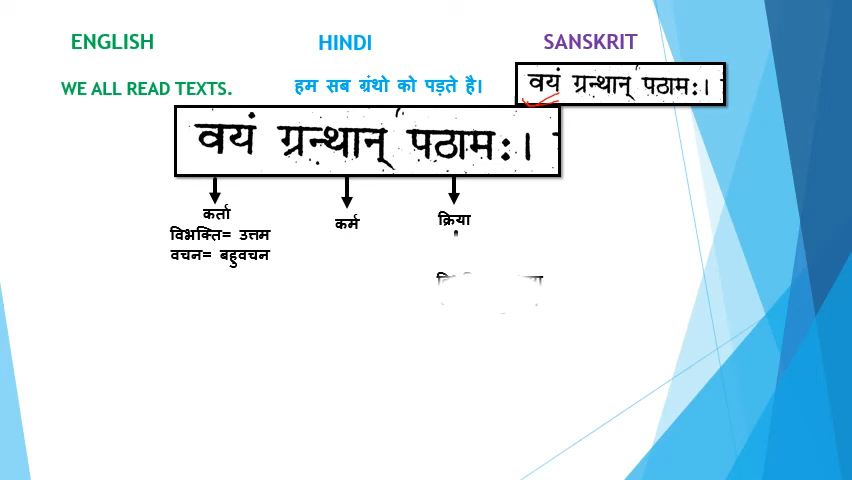 ENGLISH
HINDI
SANSKRIT
WE ALL READ TEXTS.
हम सब ग्रंथो को पड़ते है।
वयं ग्रन्थान् पठामः।
वयं ग्रन्थान् पठामः।
कर्ता
विभक्ति= उत्तम
वचन= बहुवचन
कर्म
क्रिया